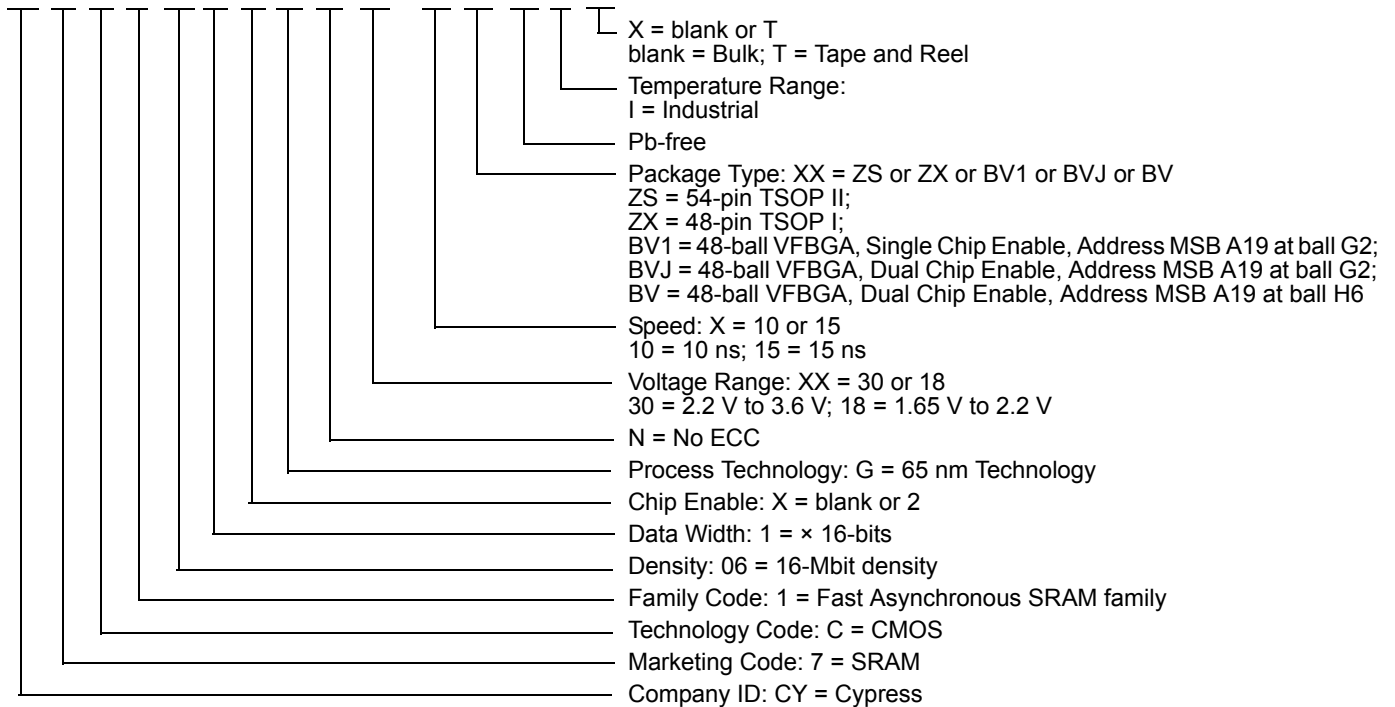 X = blank or T
blank = Bulk; T = Tape and Reel
Temperature Range:
I = Industrial
Pb-free
Package Type: XX = ZS or ZX or BV1 or BVJ or BV
ZS = 54-pin TSOP II;
ZX = 48-pin TSOP I;
BV1 = 48-ball VFBGA, Single Chip Enable, Address MSB A19 at ball G2;
BVJ = 48-ball VFBGA, Dual Chip Enable, Address MSB A19 at ball G2;
BV = 48-ball VFBGA, Dual Chip Enable, Address MSB A19 at ball H6
Speed: X = 10 or 15
10 = 10 ns; 15 = 15 ns
Voltage Range: XX = 30 or 18
30 = 2.2 V to 3.6 V; 18 = 1.65 V to 2.2 V
N = No ECC
Process Technology: G = 65 nm Technology
Chip Enable: X = blank or 2
Data Width: 1 = × 16-bits
Density: 06 = 16-Mbit density
Family Code: 1 = Fast Asynchronous SRAM family
Technology Code: C = CMOS
Marketing Code: 7 = SRAM
Company ID: CY = Cypress